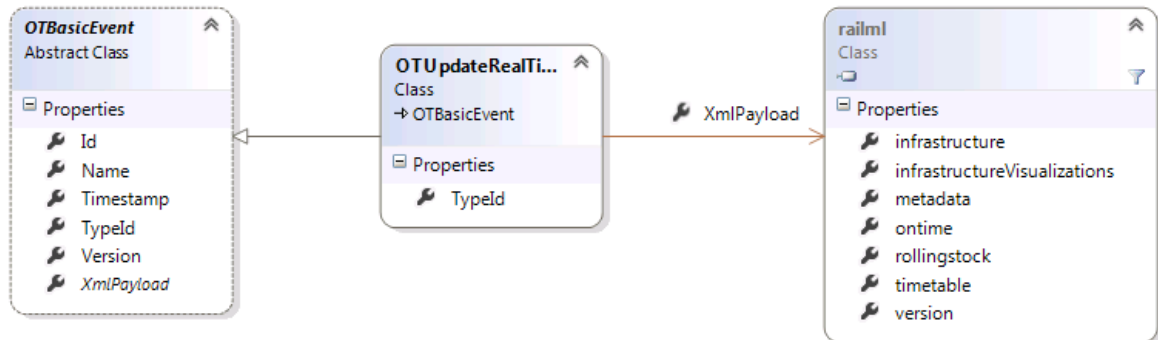 OTBasicEvent
Abstract Class
Properties
Id
Name
Timestamp
TypeId
Version
XmlPayload
OTUpdateRealTi...
Class
OTBasicEvent
Properties
TypeId
XmlPayload
railml
Class
Properties
infrastructure
infrastructureVisualizations
metadata
ontime
rollingstock
timetable
version